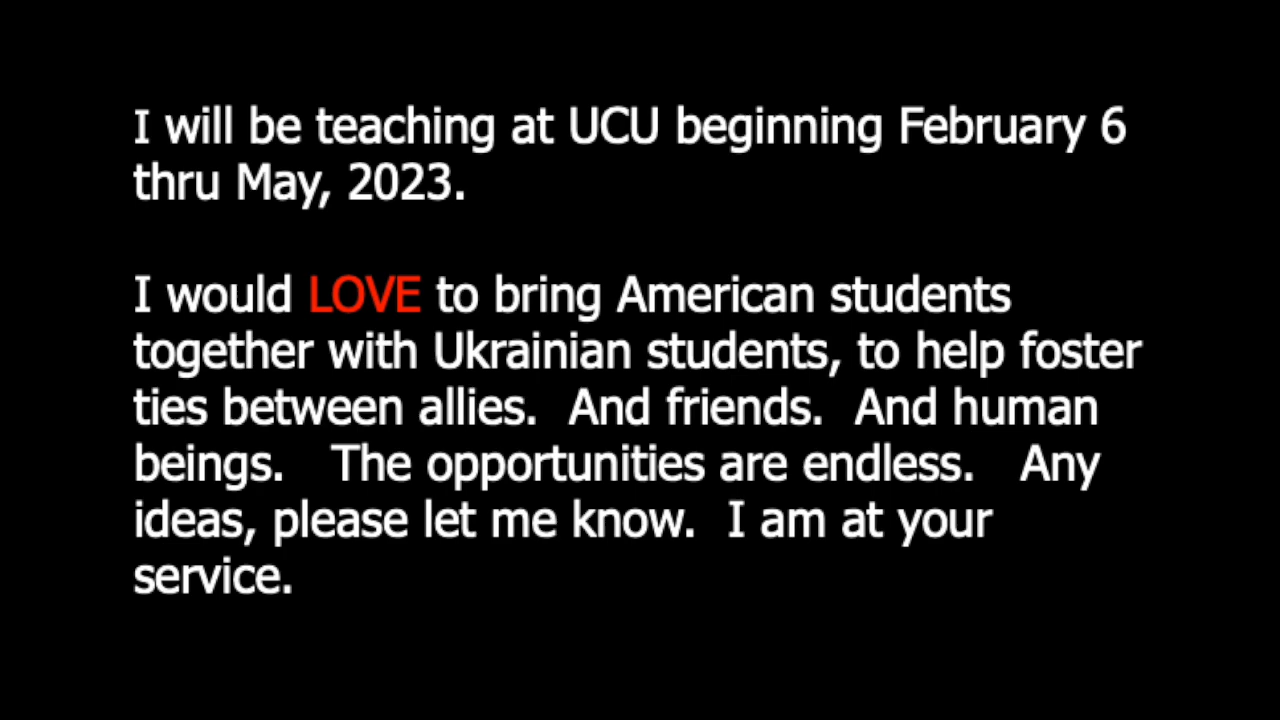 I will be teaching at UCU beginning February 6
thru May, 2023.
I would LOVE to bring American students
together with Ukrainian students, to help foster
ties between allies.  And friends.  And human
beings.   The opportunities are endless.   Any
ideas, please let me know.  I am at your
service.